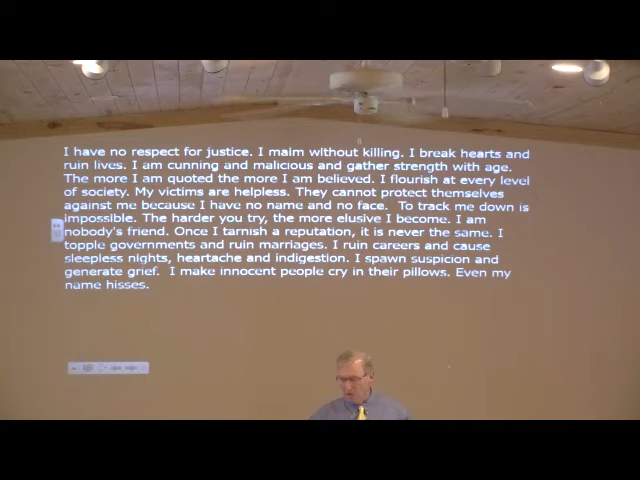 I have no respect for justice. I maim without killing. I break hearts and
ruin lives. I am cunning and malicious and gather strength with age.
The more I am quoted the more I am believed. I flourish at every level
of society. My victims are helpless. They cannot protect themselves
against me because I have no name and no face.  To track me down is
impossible. The harder you try, the more elusive I become. I am
nobody's friend. Once I tarnish a reputation, it is never the same. I
topple governments and ruin marriages. I ruin careers and cause
sleepless nights, heartache and indigestion. I spawn suspicion and
generate grief.  I make innocent people cry in their pillows. Even my
name hisses.